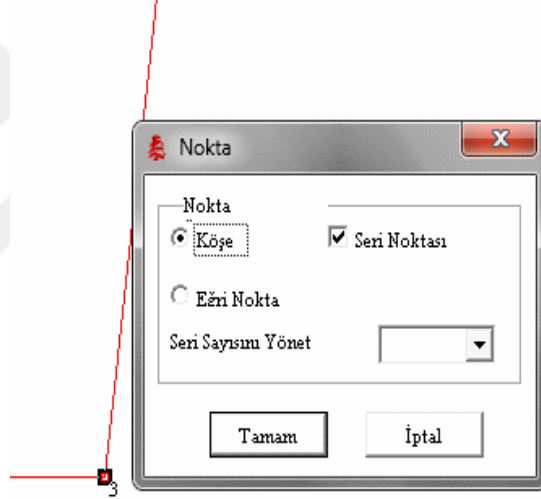 Nokta
Nokta
Köşe
Seri Noktası
Eğri Nokta
Seri Sayısını Yönet
Tamam
İptal
3